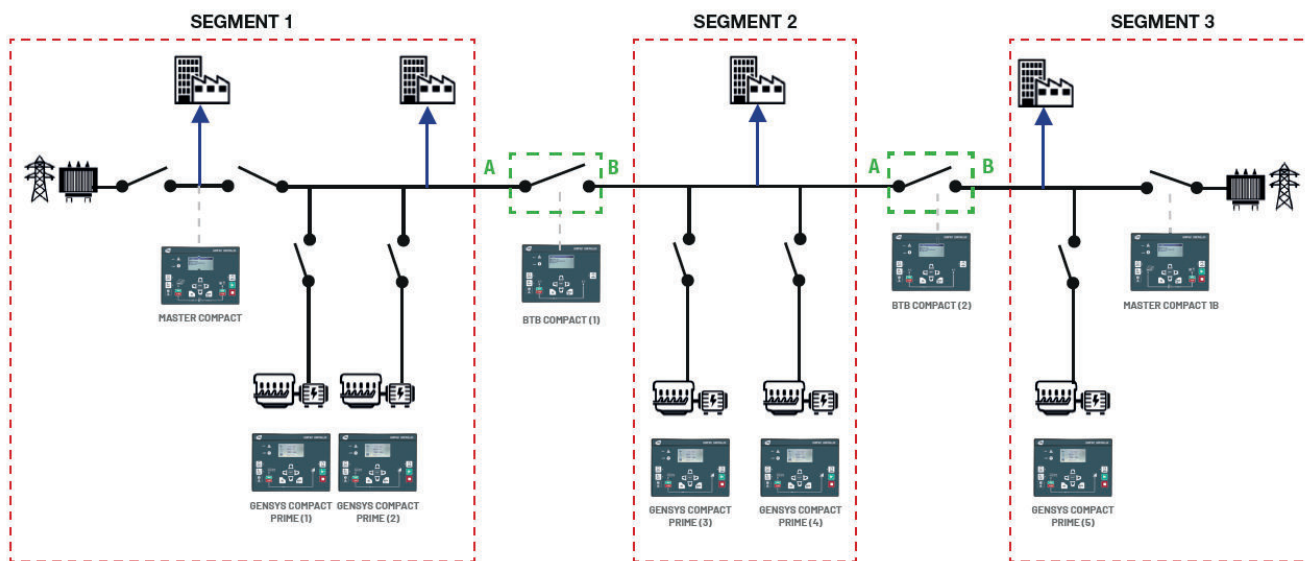 SEGMENT 1
SEGMENT 2
SEGMENT 3
A
B
A
B
MASTER COMPACT
BTB COMPACT (1)
BTB COMPACT (2)
MASTER COMPACT 1B
GENSYS COMPACT
PRIME (1)
GENSYS COMPACT
PRIME (2)
GENSYS COMPACT
PRIME (3)
GENSYS COMPACT
PRIME (4)
GENSYS COMPACT
PRIME (5)